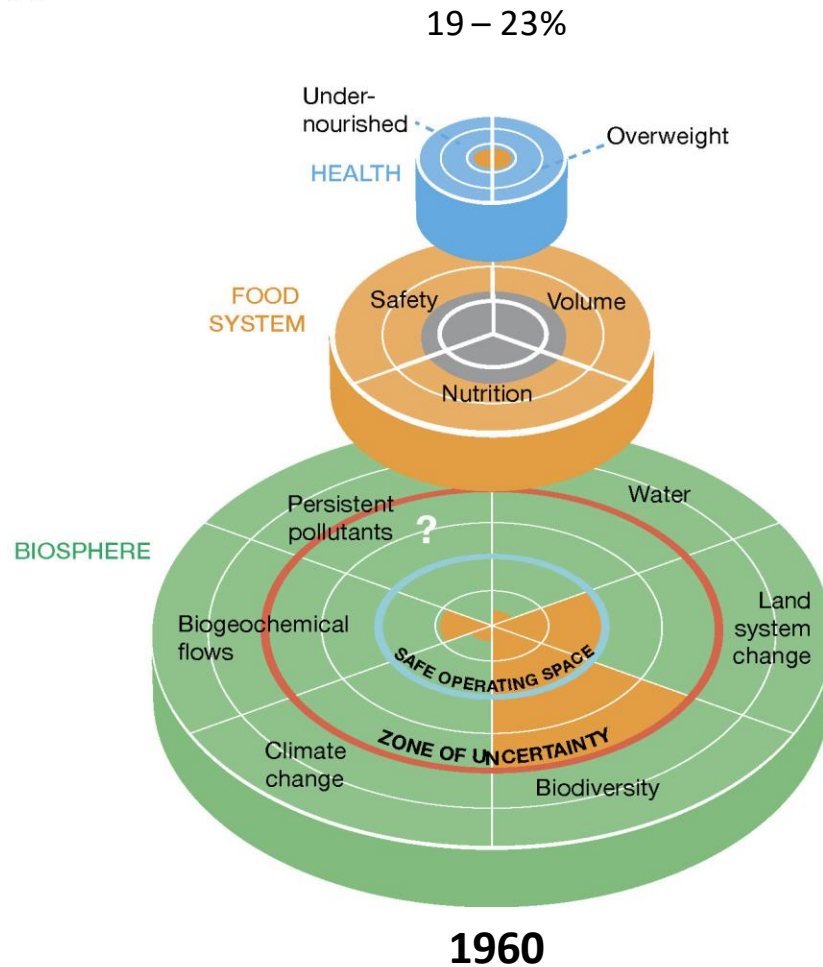 19 – 23%
Under-
nourished
Overweight
HEALTH
FOOD
SYSTEM
Safety
Volume
Nutrition
Persistent
pollutants
?
Water
BIOSPHERE
Biogeochemical
flows
Land
system
change
SAFE OPERATING SPACE
ZONE OF UNCERTAINTY
Climate
change
Biodiversity
1960